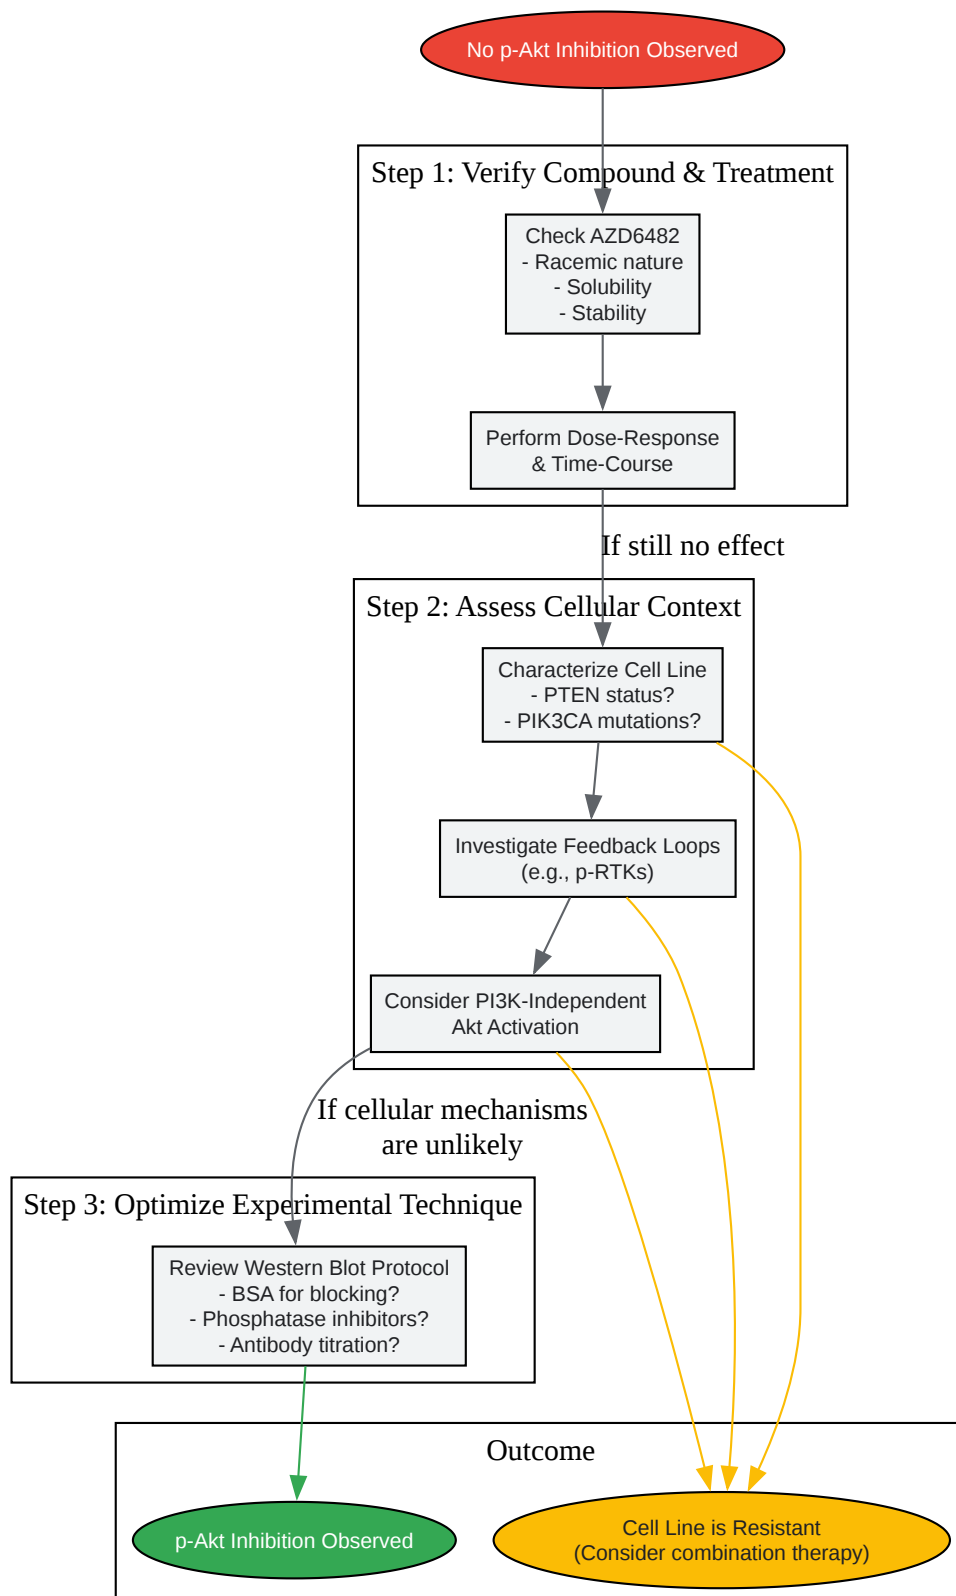 No p-Akt Inhibition Observed
Step 1: Verify Compound & Treatment
Check AZD6482
- Racemic nature
- Solubility
- Stability
Perform Dose-Response
& Time-Course
If still no effect
Step 2: Assess Cellular Context
Characterize Cell Line
- PTEN status?
- PIK3CA mutations?
Investigate Feedback Loops
(e.g., p-RTKs)
Consider PI3K-Independent
Akt Activation
If cellular mechanisms
are unlikely
Step 3: Optimize Experimental Technique
Review Western Blot Protocol
- BSA for blocking?
- Phosphatase inhibitors?
- Antibody titration?
Outcome
p-Akt Inhibition Observed
Cell Line is Resistant
(Consider combination therapy)